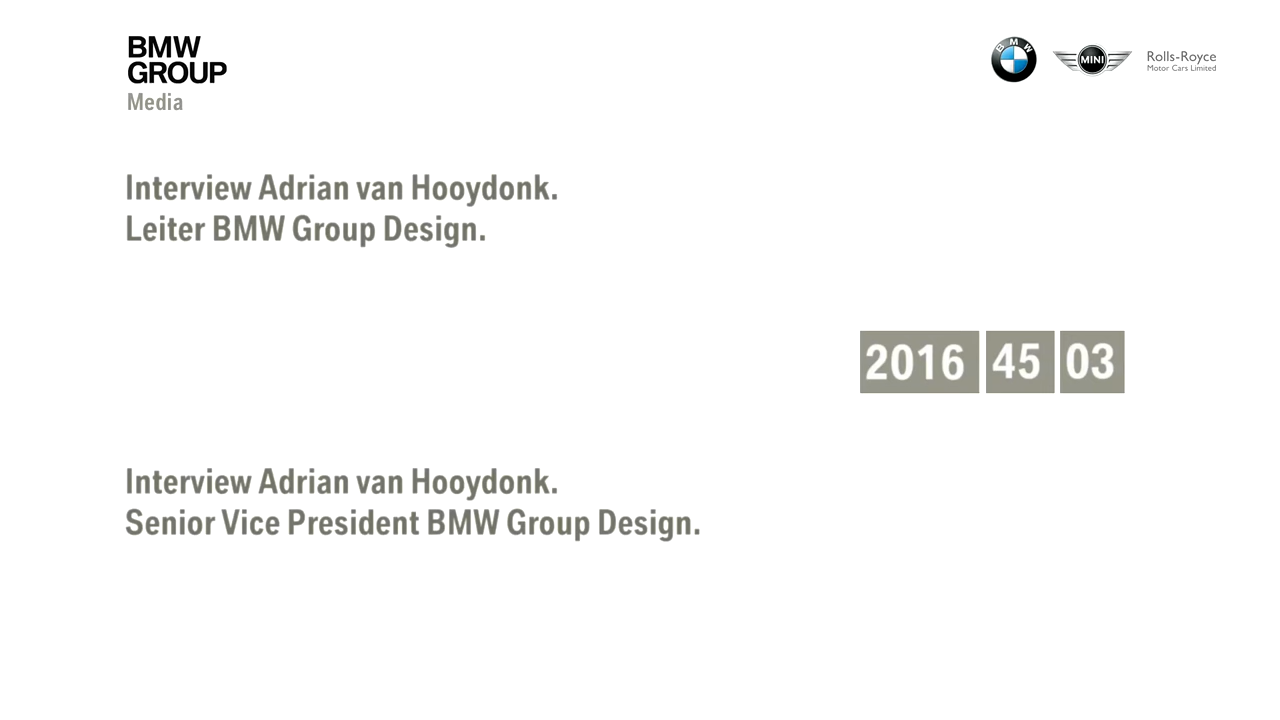 BMW
GROUP
Media
BMW
MINI
Rolls-Royce
Motor Cars Limited
Interview Adrian van Hooydonk.
Leiter BMW Group Design.
2016 45 03
Interview Adrian van Hooydonk.
Senior Vice President BMW Group Design.